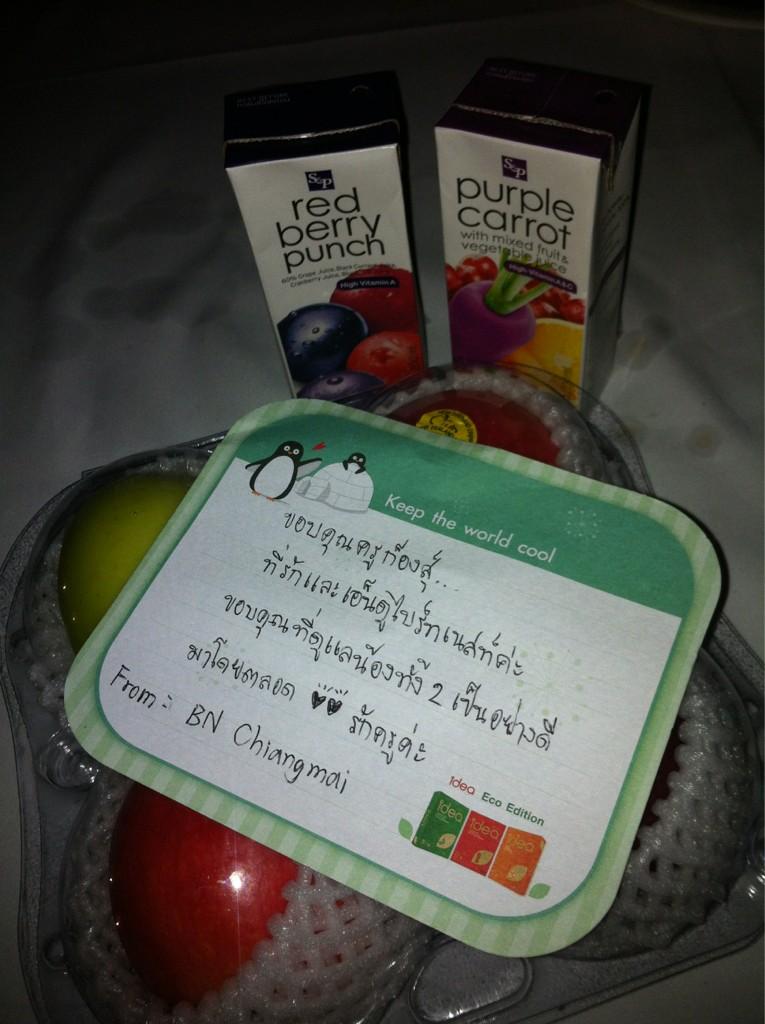 S&P
red
berry
punch
High Vitamin A
S&P
purple
carrot
with mixed fruit &
vegetable juice
High Vitamin A&C
Keep the world cool
ขอบคุณครูก้องสุ์...
ที่รักและเอ็นดูไบร์ทเนสท์ค่ะ
ขอบคุณที่ดูแลน้องทั้ง 2 เป็นอย่างดี
มาโดยตลอด รักครูค่ะ
From : BN Chiangmai
Idea Eco Edition
Idea
Idea
Idea